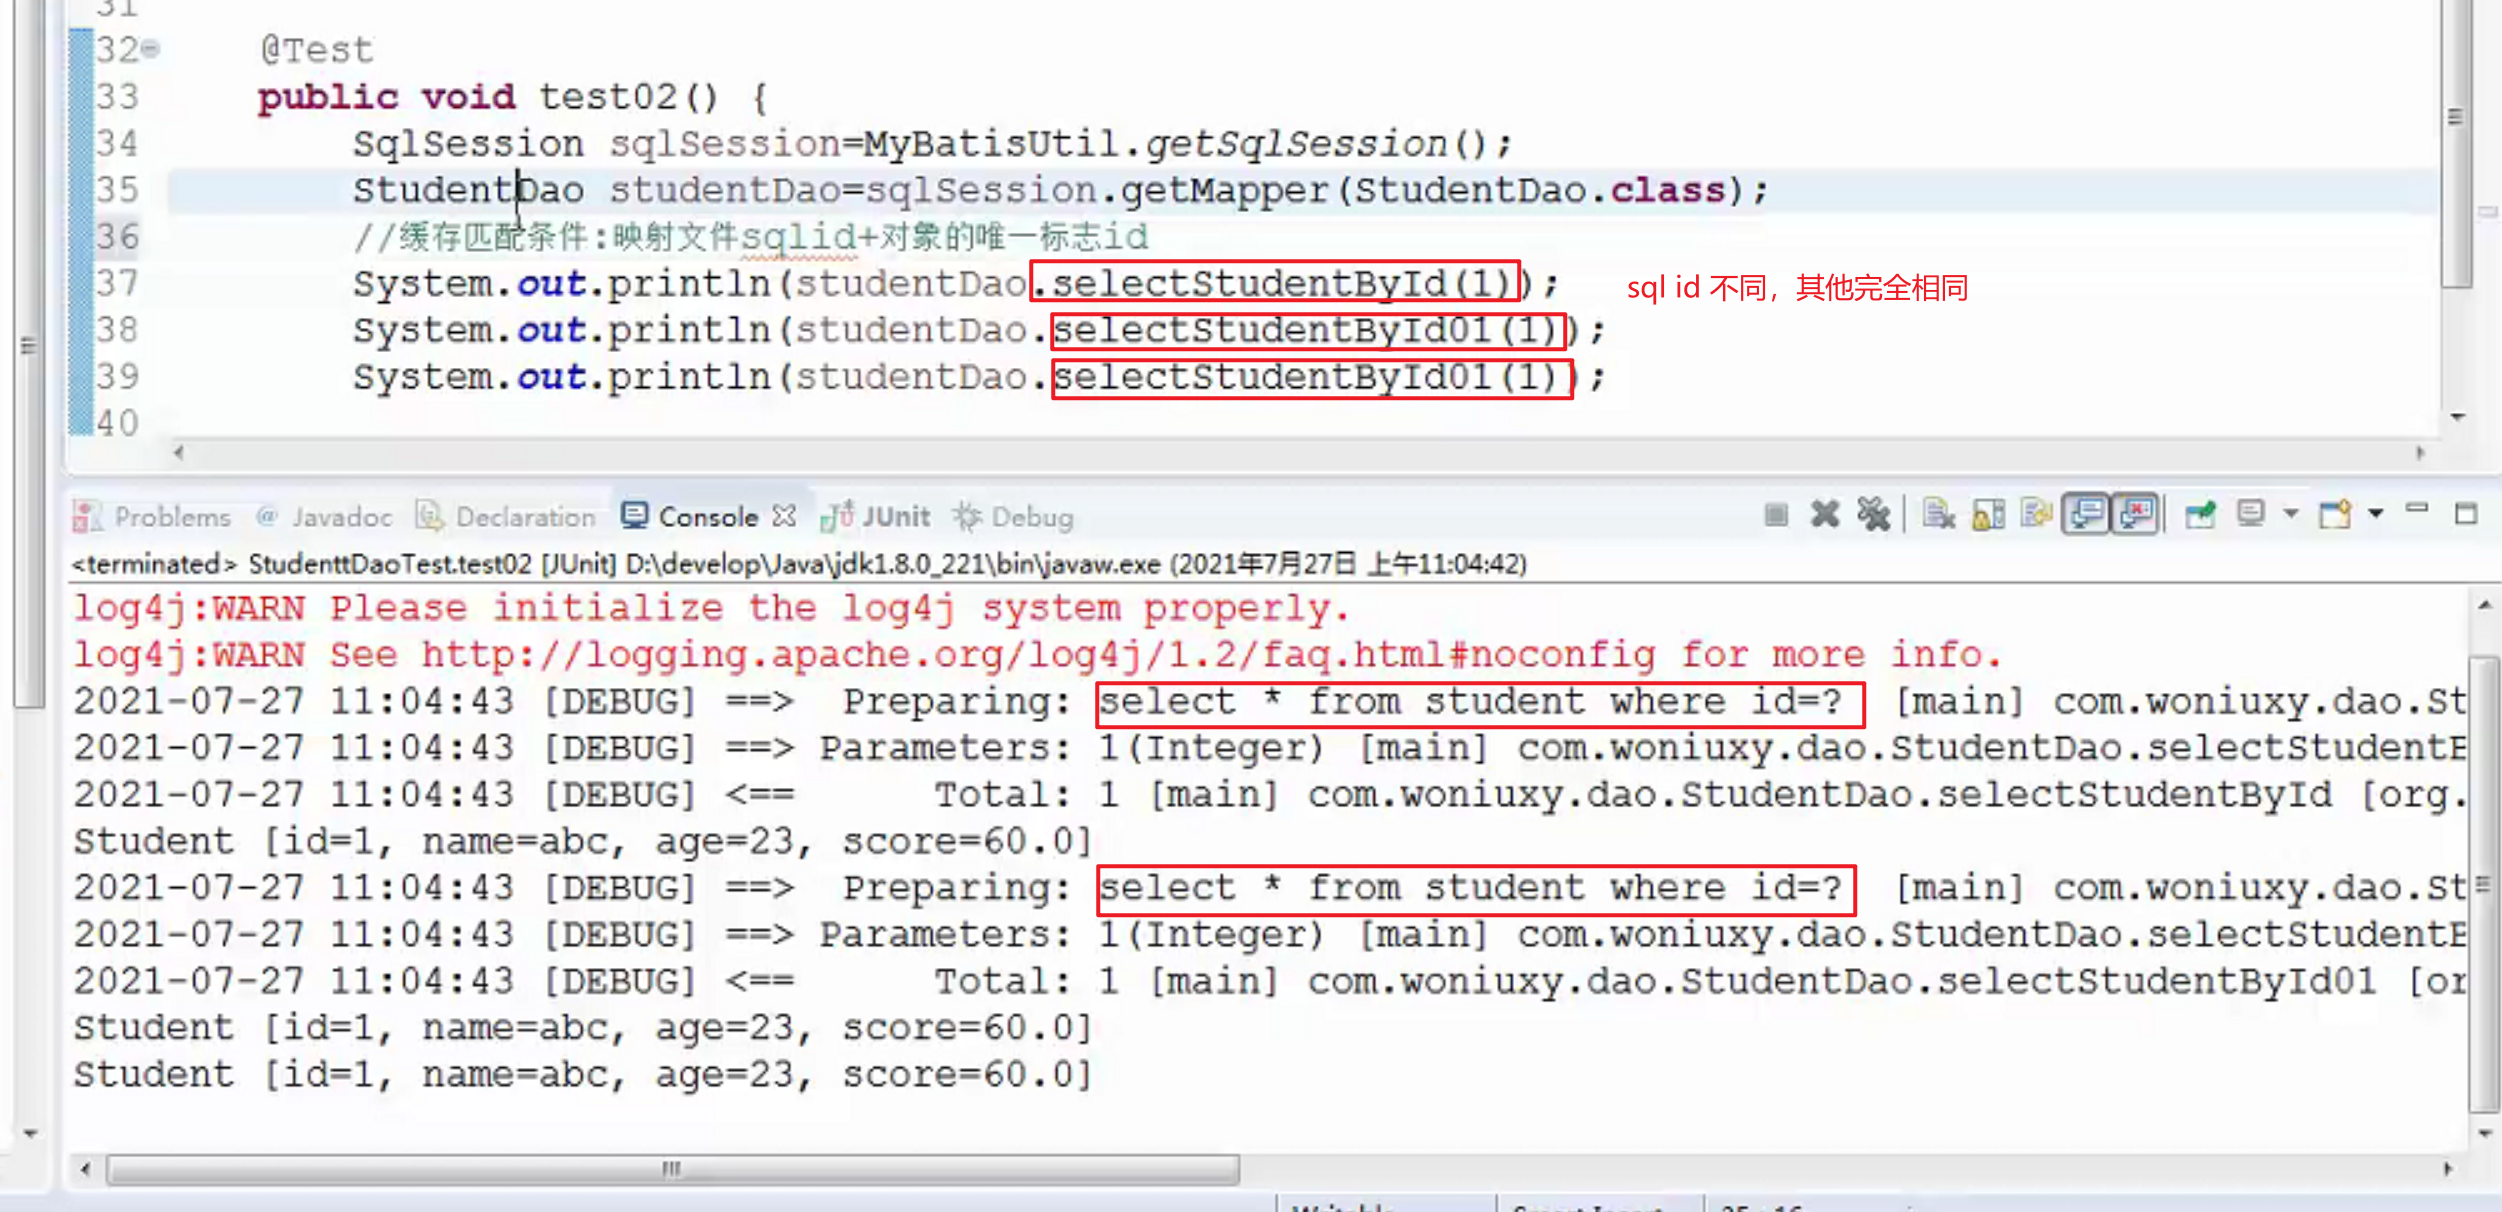 31
32 @Test
33 public void test02() {
34 SqlSession sqlSession=MyBatisUtil.getSqlSession();
35 StudentDao studentDao=sqlSession.getMapper(StudentDao.class);
36 //缓存匹配条件:映射文件sqlid+对象的唯一标志id
37 System.out.println(studentDao.selectStudentById(1)); sql id 不同，其他完全相同
38 System.out.println(studentDao.selectStudentById01(1));
39 System.out.println(studentDao.selectStudentById01(1));
40
Problems @ Javadoc Declaration Console JUnit Debug
<terminated> StudenttDaoTest.test02 [JUnit] D:\develop\Java\jdk1.8.0_221\bin\javaw.exe (2021年7月27日 上午11:04:42)
log4j:WARN Please initialize the log4j system properly.
log4j:WARN See http://logging.apache.org/log4j/1.2/faq.html#noconfig for more info.
2021-07-27 11:04:43 [DEBUG] ==>  Preparing: select * from student where id=?  [main] com.woniuxy.dao.St
2021-07-27 11:04:43 [DEBUG] ==> Parameters: 1(Integer) [main] com.woniuxy.dao.StudentDao.selectStudent
2021-07-27 11:04:43 [DEBUG] <==      Total: 1 [main] com.woniuxy.dao.StudentDao.selectStudentById [org.
Student [id=1, name=abc, age=23, score=60.0]
2021-07-27 11:04:43 [DEBUG] ==>  Preparing: select * from student where id=?  [main] com.woniuxy.dao.St
2021-07-27 11:04:43 [DEBUG] ==> Parameters: 1(Integer) [main] com.woniuxy.dao.StudentDao.selectStudent
2021-07-27 11:04:43 [DEBUG] <==      Total: 1 [main] com.woniuxy.dao.StudentDao.selectStudentById01 [or
Student [id=1, name=abc, age=23, score=60.0]
Student [id=1, name=abc, age=23, score=60.0]